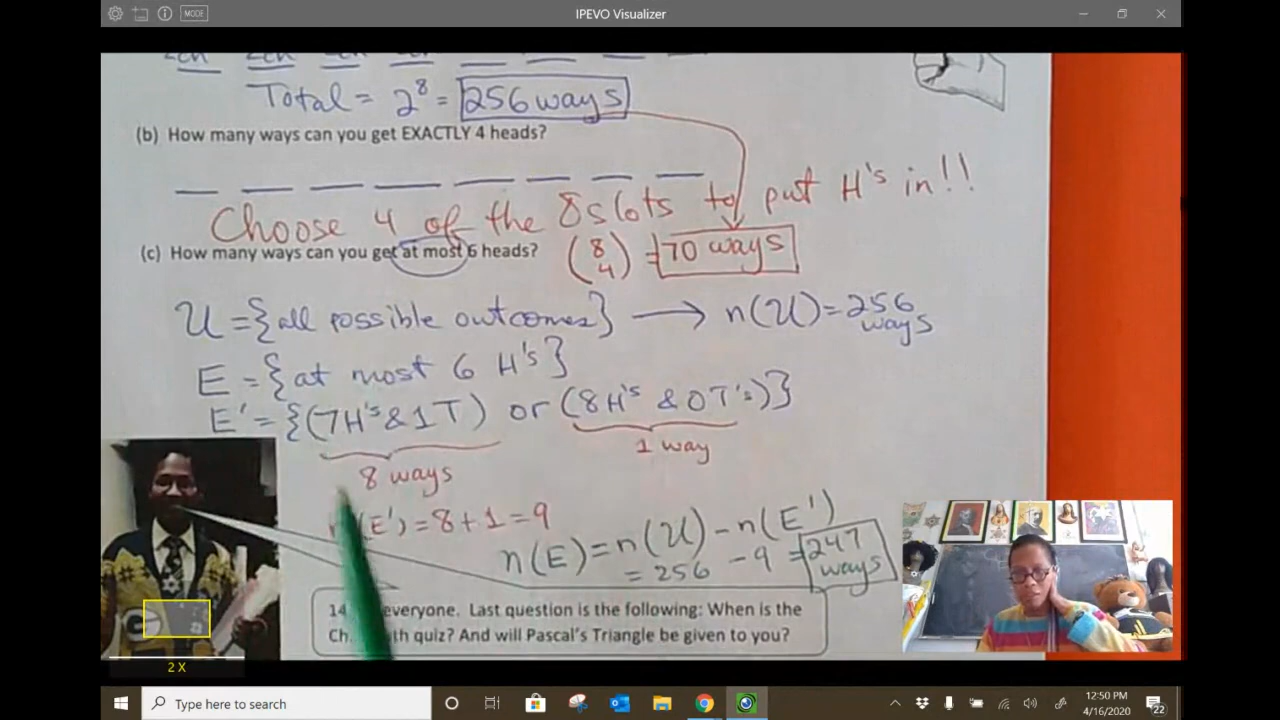 IPEVO Visualizer
MODE
Total = 2⁸ = 256 ways
(b) How many ways can you get EXACTLY 4 heads?
Choose 4 of the 8 slots to put H's in!!
(c) How many ways can you get at most 6 heads? (8 4) = 70 ways
U = {all possible outcomes} → n(U) = 256 ways
E = {at most 6 H's}
E' = {(7H's & 1T) or (8H's & 0T's)}
8 ways 1 way
(E') = 8+1 = 9
n(E) = n(U) - n(E')
= 256 - 9 = 247 ways
14 everyone. Last question is the following: When is the
Ch th quiz? And will Pascal's Triangle be given to you?
2 X
Type here to search
12:50 PM
4/16/2020
22